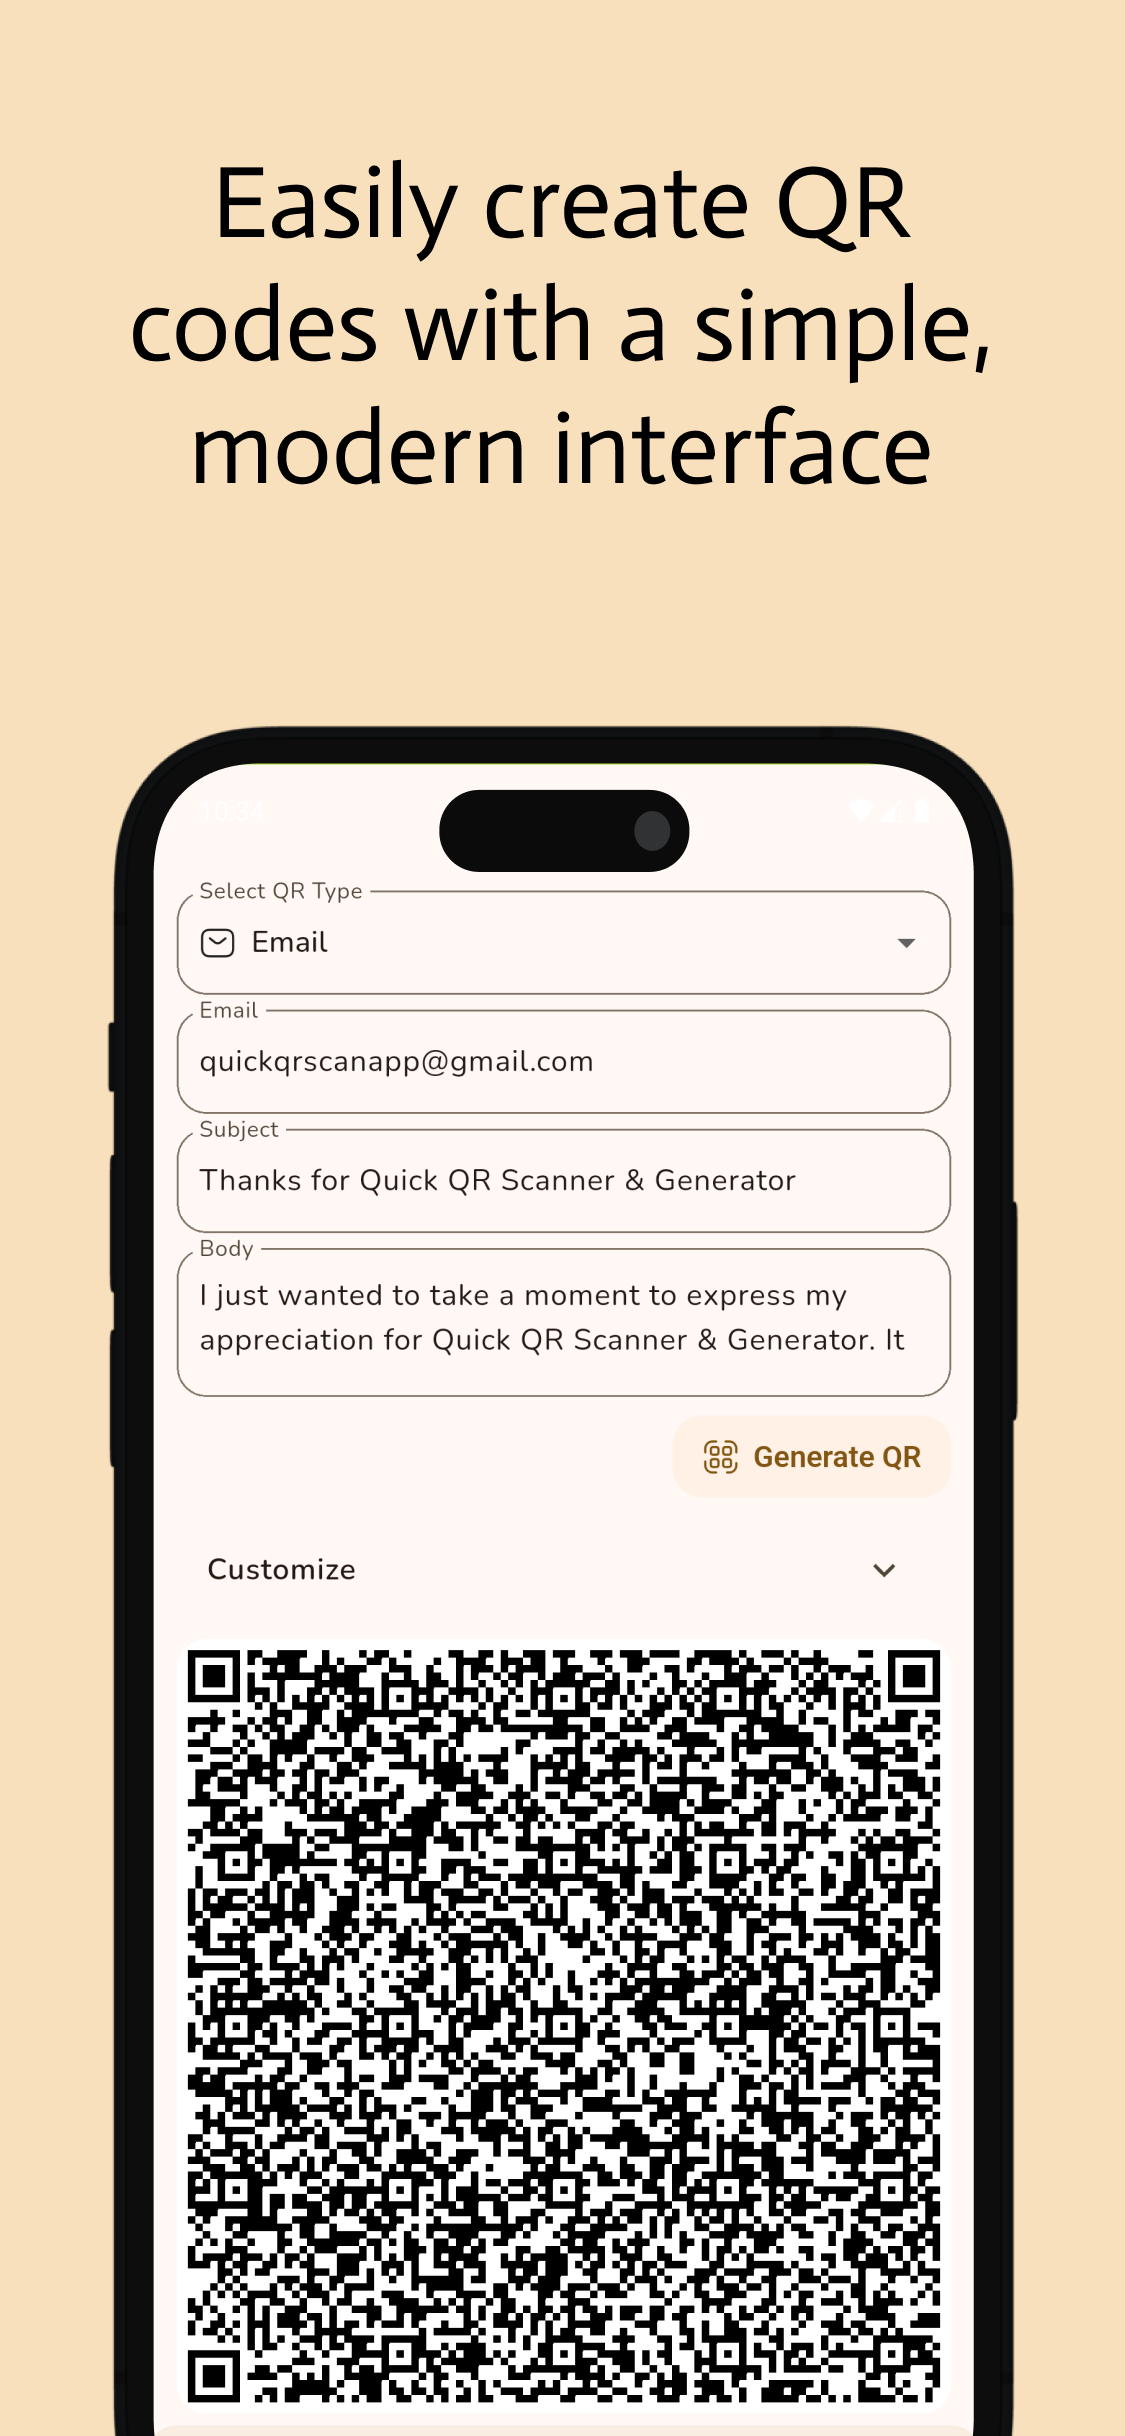 Easily create QR
codes with a simple,
modern interface
10:34
Select QR Type
Email
Email
quickqrscanapp@gmail.com
Subject
Thanks for Quick QR Scanner & Generator
Body
I just wanted to take a moment to express my
appreciation for Quick QR Scanner & Generator. It
Generate QR
Customize